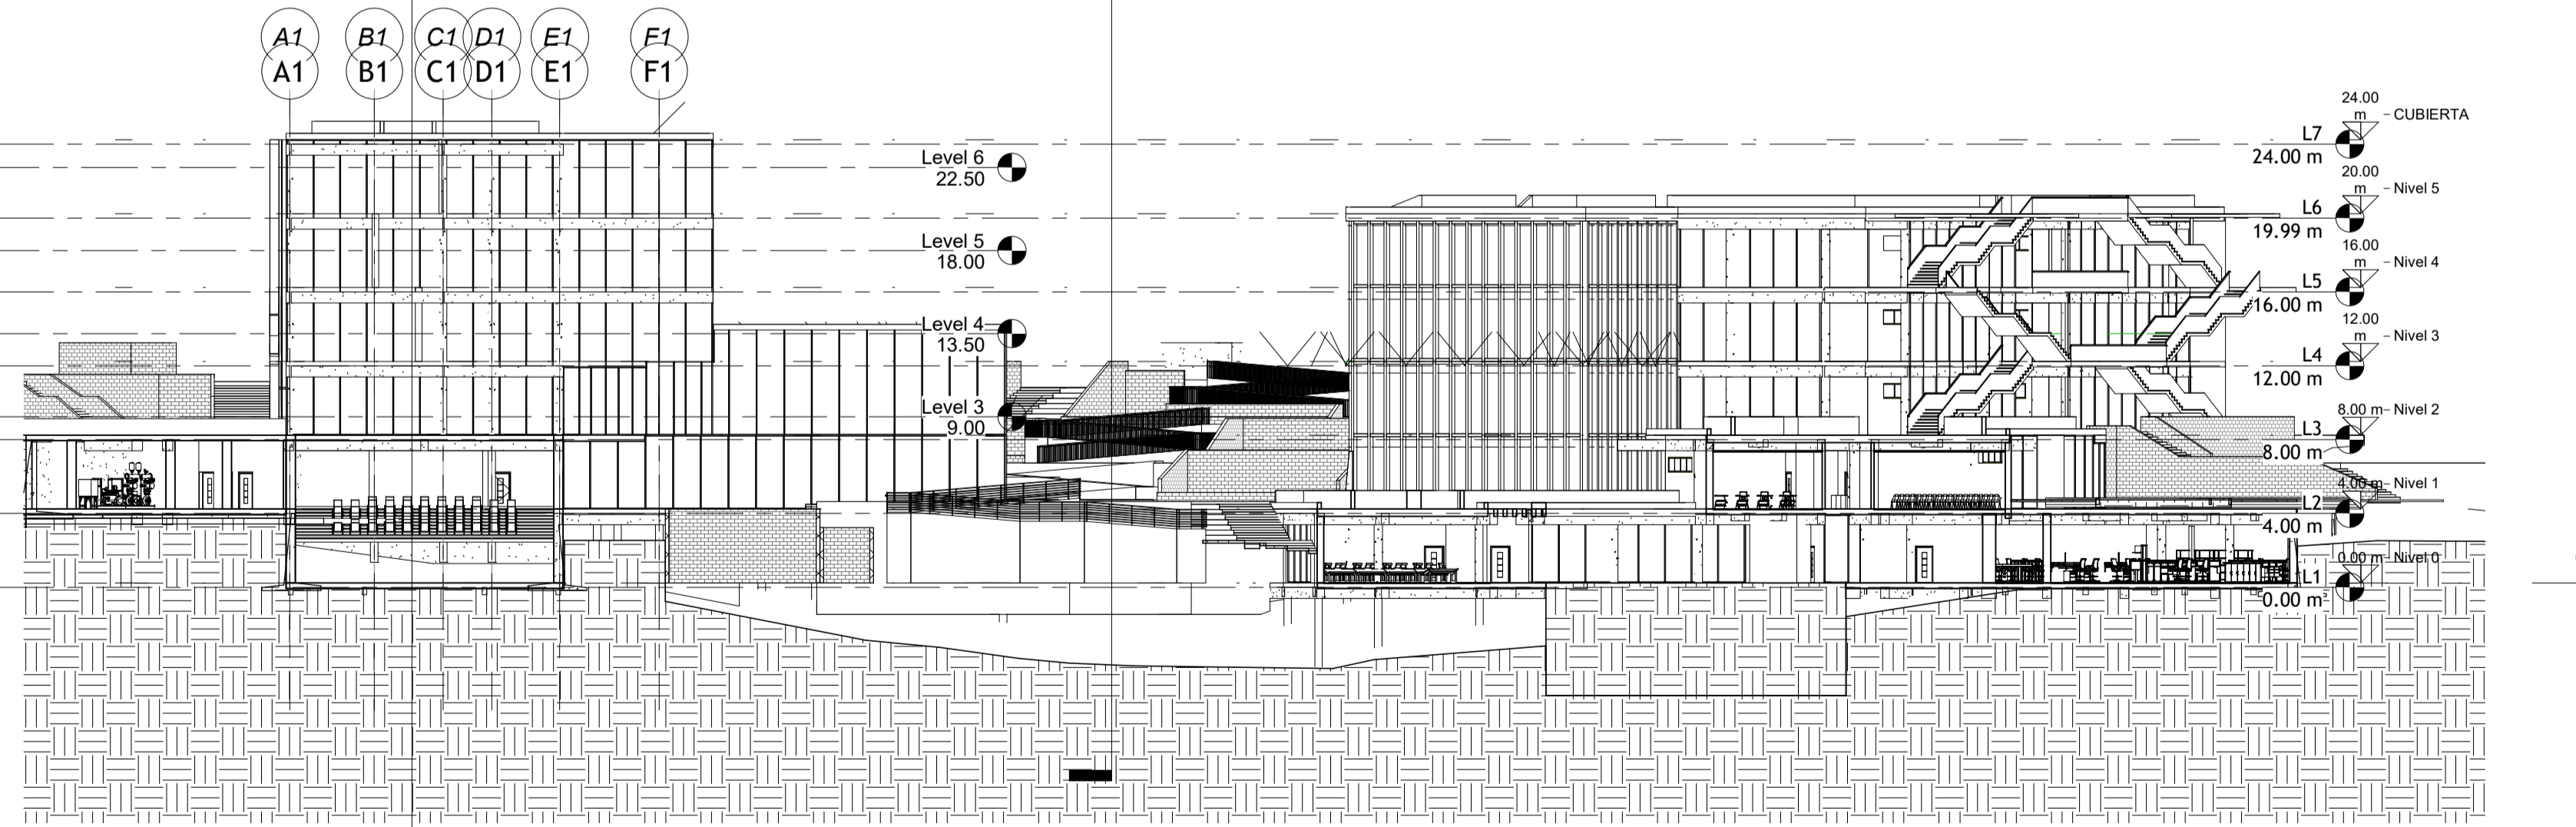 A1 B1 C1 D1 E1 F1
A1 B1 C1 D1 E1 F1
24.00
m - CUBIERTA
L7
24.00 m
Level 6
22.50
20.00
m - Nivel 5
L6
19.99 m
Level 5
18.00
16.00
m - Nivel 4
L5
16.00 m
Level 4
13.50
12.00
m - Nivel 3
L4
12.00 m
Level 3
9.00
8.00 m - Nivel 2
L3
8.00 m
4.00 m - Nivel 1
L2
4.00 m
0.00 m - Nivel 0
L1
0.00 m